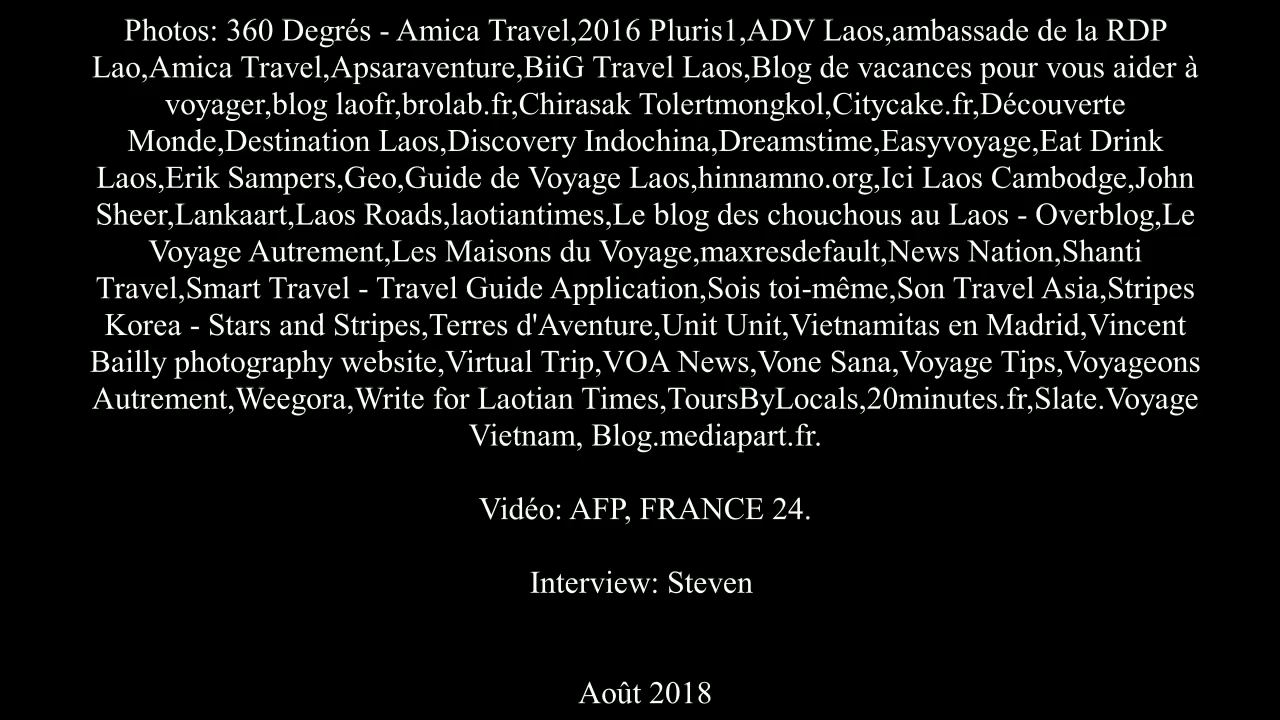 Photos: 360 Degrés - Amica Travel,2016 Pluris1,ADV Laos,ambassade de la RDP
Lao,Amica Travel,Apsaraventure,BiiG Travel Laos,Blog de vacances pour vous aider à
voyager,blog laofr,brolab.fr,Chirasak Tolertmongkol,Citycake.fr,Découverte
Monde,Destination Laos,Discovery Indochina,Dreamstime,Easyvoyage,Eat Drink
Laos,Erik Sampers,Geo,Guide de Voyage Laos,hinnamno.org,Ici Laos Cambodge,John
Sheer,Lankaart,Laos Roads,laotiantimes,Le blog des chouchous au Laos - Overblog,Le
Voyage Autrement,Les Maisons du Voyage,maxresdefault,News Nation,Shanti
Travel,Smart Travel - Travel Guide Application,Sois toi-même,Son Travel Asia,Stripes
Korea - Stars and Stripes,Terres d'Aventure,Unit Unit,Vietnamitas en Madrid,Vincent
Bailly photography website,Virtual Trip,VOA News,Vone Sana,Voyage Tips,Voyageons
Autrement,Weegora,Write for Laotian Times,ToursByLocals,20minutes.fr,Slate.Voyage
Vietnam, Blog.mediapart.fr.
Vidéo: AFP, FRANCE 24.
Interview: Steven
Août 2018